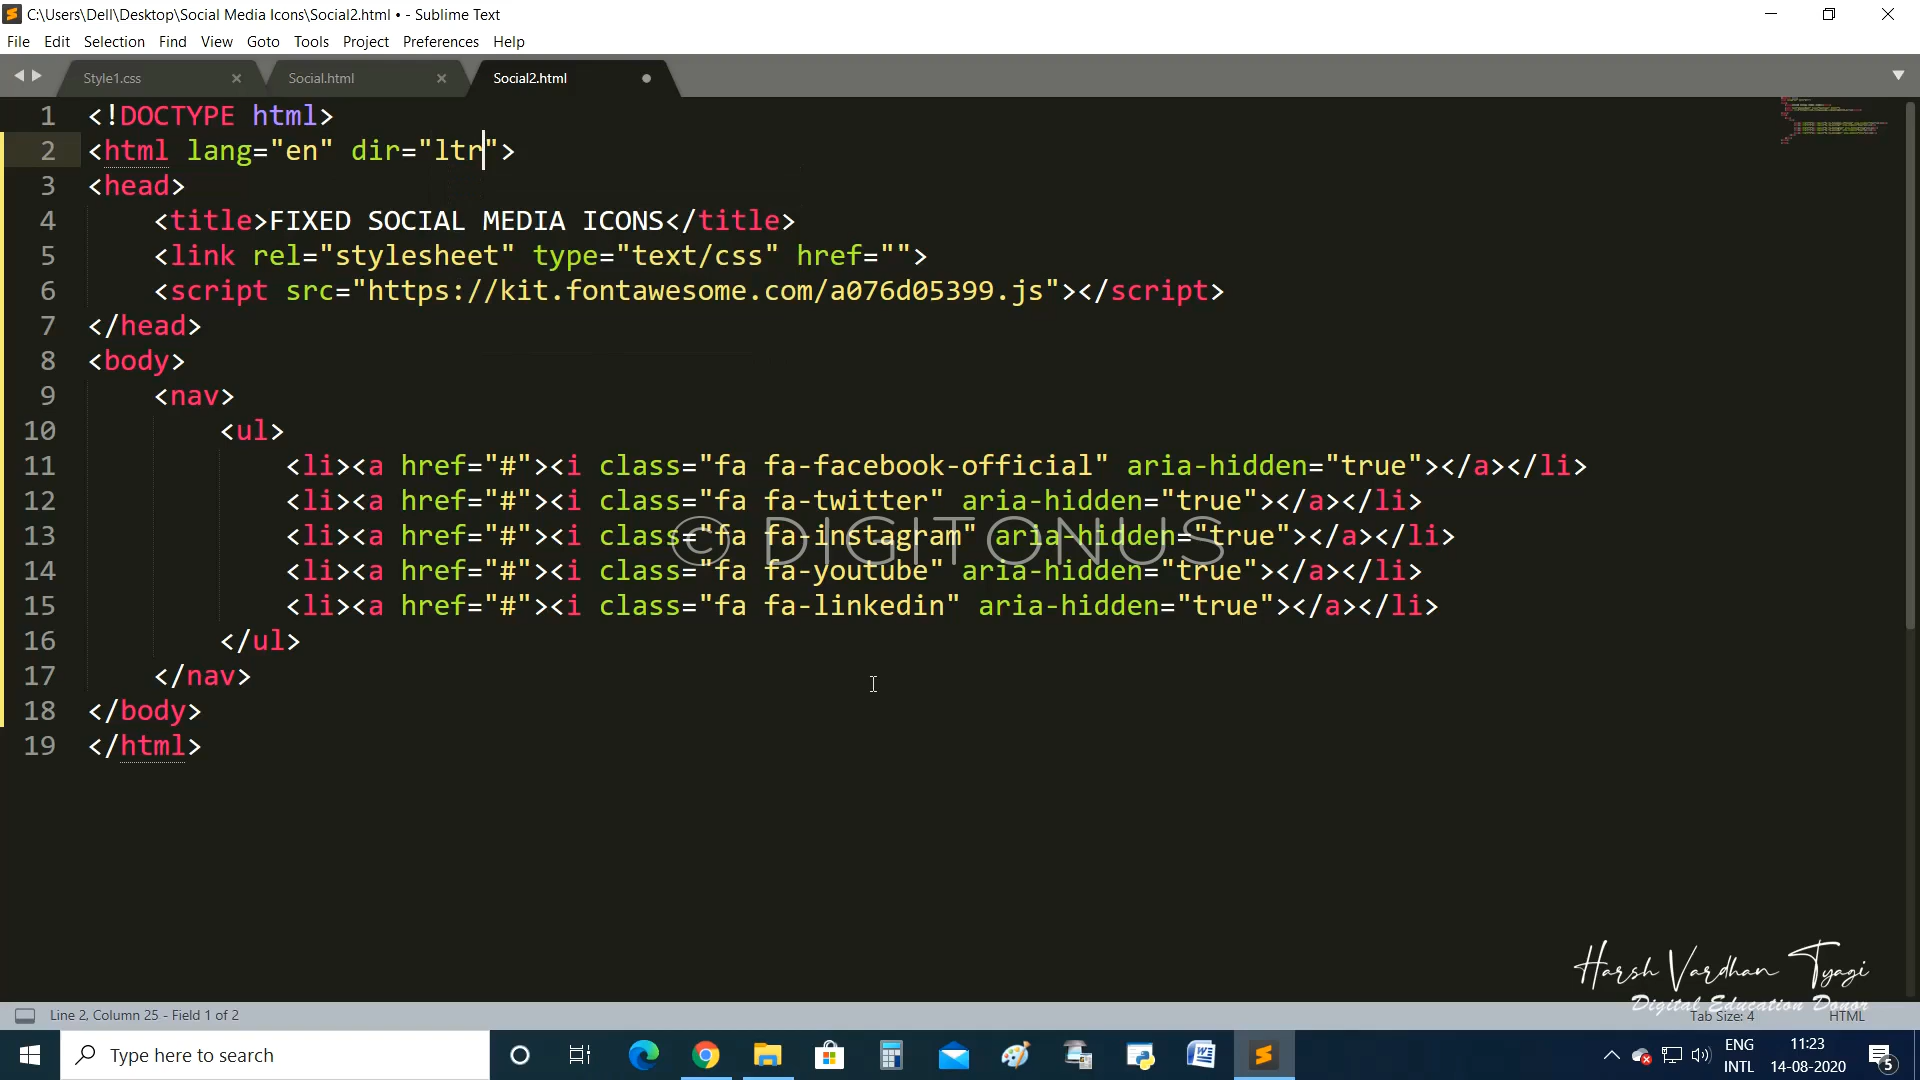 C:\Users\Dell\Desktop\Social Media Icons\Social2.html • - Sublime Text
File Edit Selection Find View Goto Tools Project Preferences Help
Style1.css Social.html Social2.html
1 <!DOCTYPE html>
2 <html lang="en" dir="ltr">
3 <head>
4 <title>FIXED SOCIAL MEDIA ICONS</title>
5 <link rel="stylesheet" type="text/css" href="">
6 <script src="https://kit.fontawesome.com/a076d05399.js"></script>
7 </head>
8 <body>
9 <nav>
10 <ul>
11 <li><a href="#"><i class="fa fa-facebook-official" aria-hidden="true"></a></li>
12 <li><a href="#"><i class="fa fa-twitter" aria-hidden="true"></a></li>
13 <li><a href="#"><i class="fa fa-instagram" aria-hidden="true"></a></li>
© DIGITONUS
14 <li><a href="#"><i class="fa fa-youtube" aria-hidden="true"></a></li>
15 <li><a href="#"><i class="fa fa-linkedin" aria-hidden="true"></a></li>
16 </ul>
17 </nav>
18 </body>
19 </html>
Harsh Vardhan Tyagi
Digital Education Donor
Line 2, Column 25 - Field 1 of 2 Tab Size: 4 HTML
Type here to search
ENG 11:23
INTL 14-08-2020 5